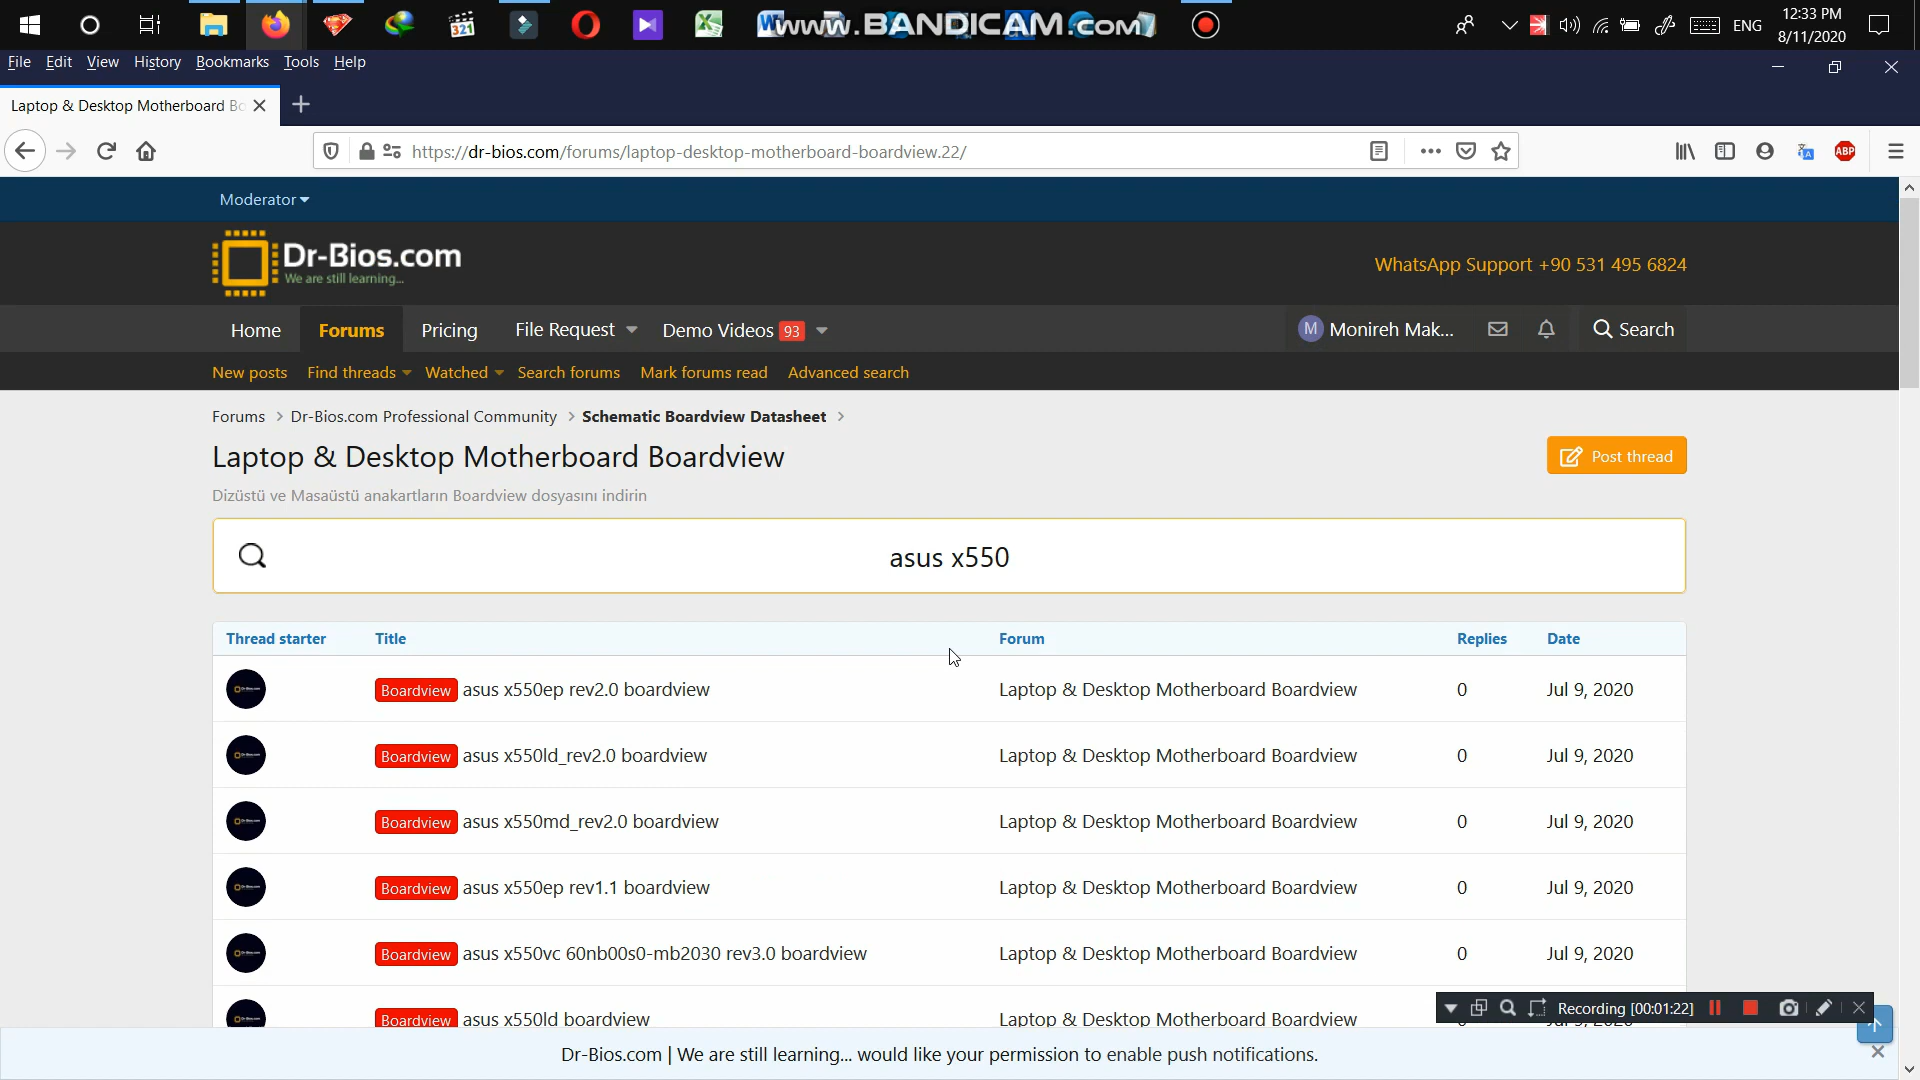 www.BANDICAM.com
ENG
12:33 PM
8/11/2020
File Edit View History Bookmarks Tools Help
Laptop & Desktop Motherboard Bo
https://dr-bios.com/forums/laptop-desktop-motherboard-boardview.22/
ABP
Moderator
Dr-Bios.com
We are still learning...
WhatsApp Support +90 531 495 6824
Home Forums Pricing File Request Demo Videos 93
M Monireh Mak... Search
New posts Find threads Watched Search forums Mark forums read Advanced search
Forums > Dr-Bios.com Professional Community > Schematic Boardview Datasheet >
Laptop & Desktop Motherboard Boardview
Post thread
Dizüstü ve Masaüstü anakartların Boardview dosyasını indirin
asus x550
Thread starter Title Forum Replies Date
Boardview asus x550ep rev2.0 boardview Laptop & Desktop Motherboard Boardview 0 Jul 9, 2020
Boardview asus x550ld_rev2.0 boardview Laptop & Desktop Motherboard Boardview 0 Jul 9, 2020
Boardview asus x550md_rev2.0 boardview Laptop & Desktop Motherboard Boardview 0 Jul 9, 2020
Boardview asus x550ep rev1.1 boardview Laptop & Desktop Motherboard Boardview 0 Jul 9, 2020
Boardview asus x550vc 60nb00s0-mb2030 rev3.0 boardview Laptop & Desktop Motherboard Boardview 0 Jul 9, 2020
Boardview asus x550ld boardview Laptop & Desktop Motherboard Boardview
Recording [00:01:22]
Dr-Bios.com | We are still learning... would like your permission to enable push notifications.